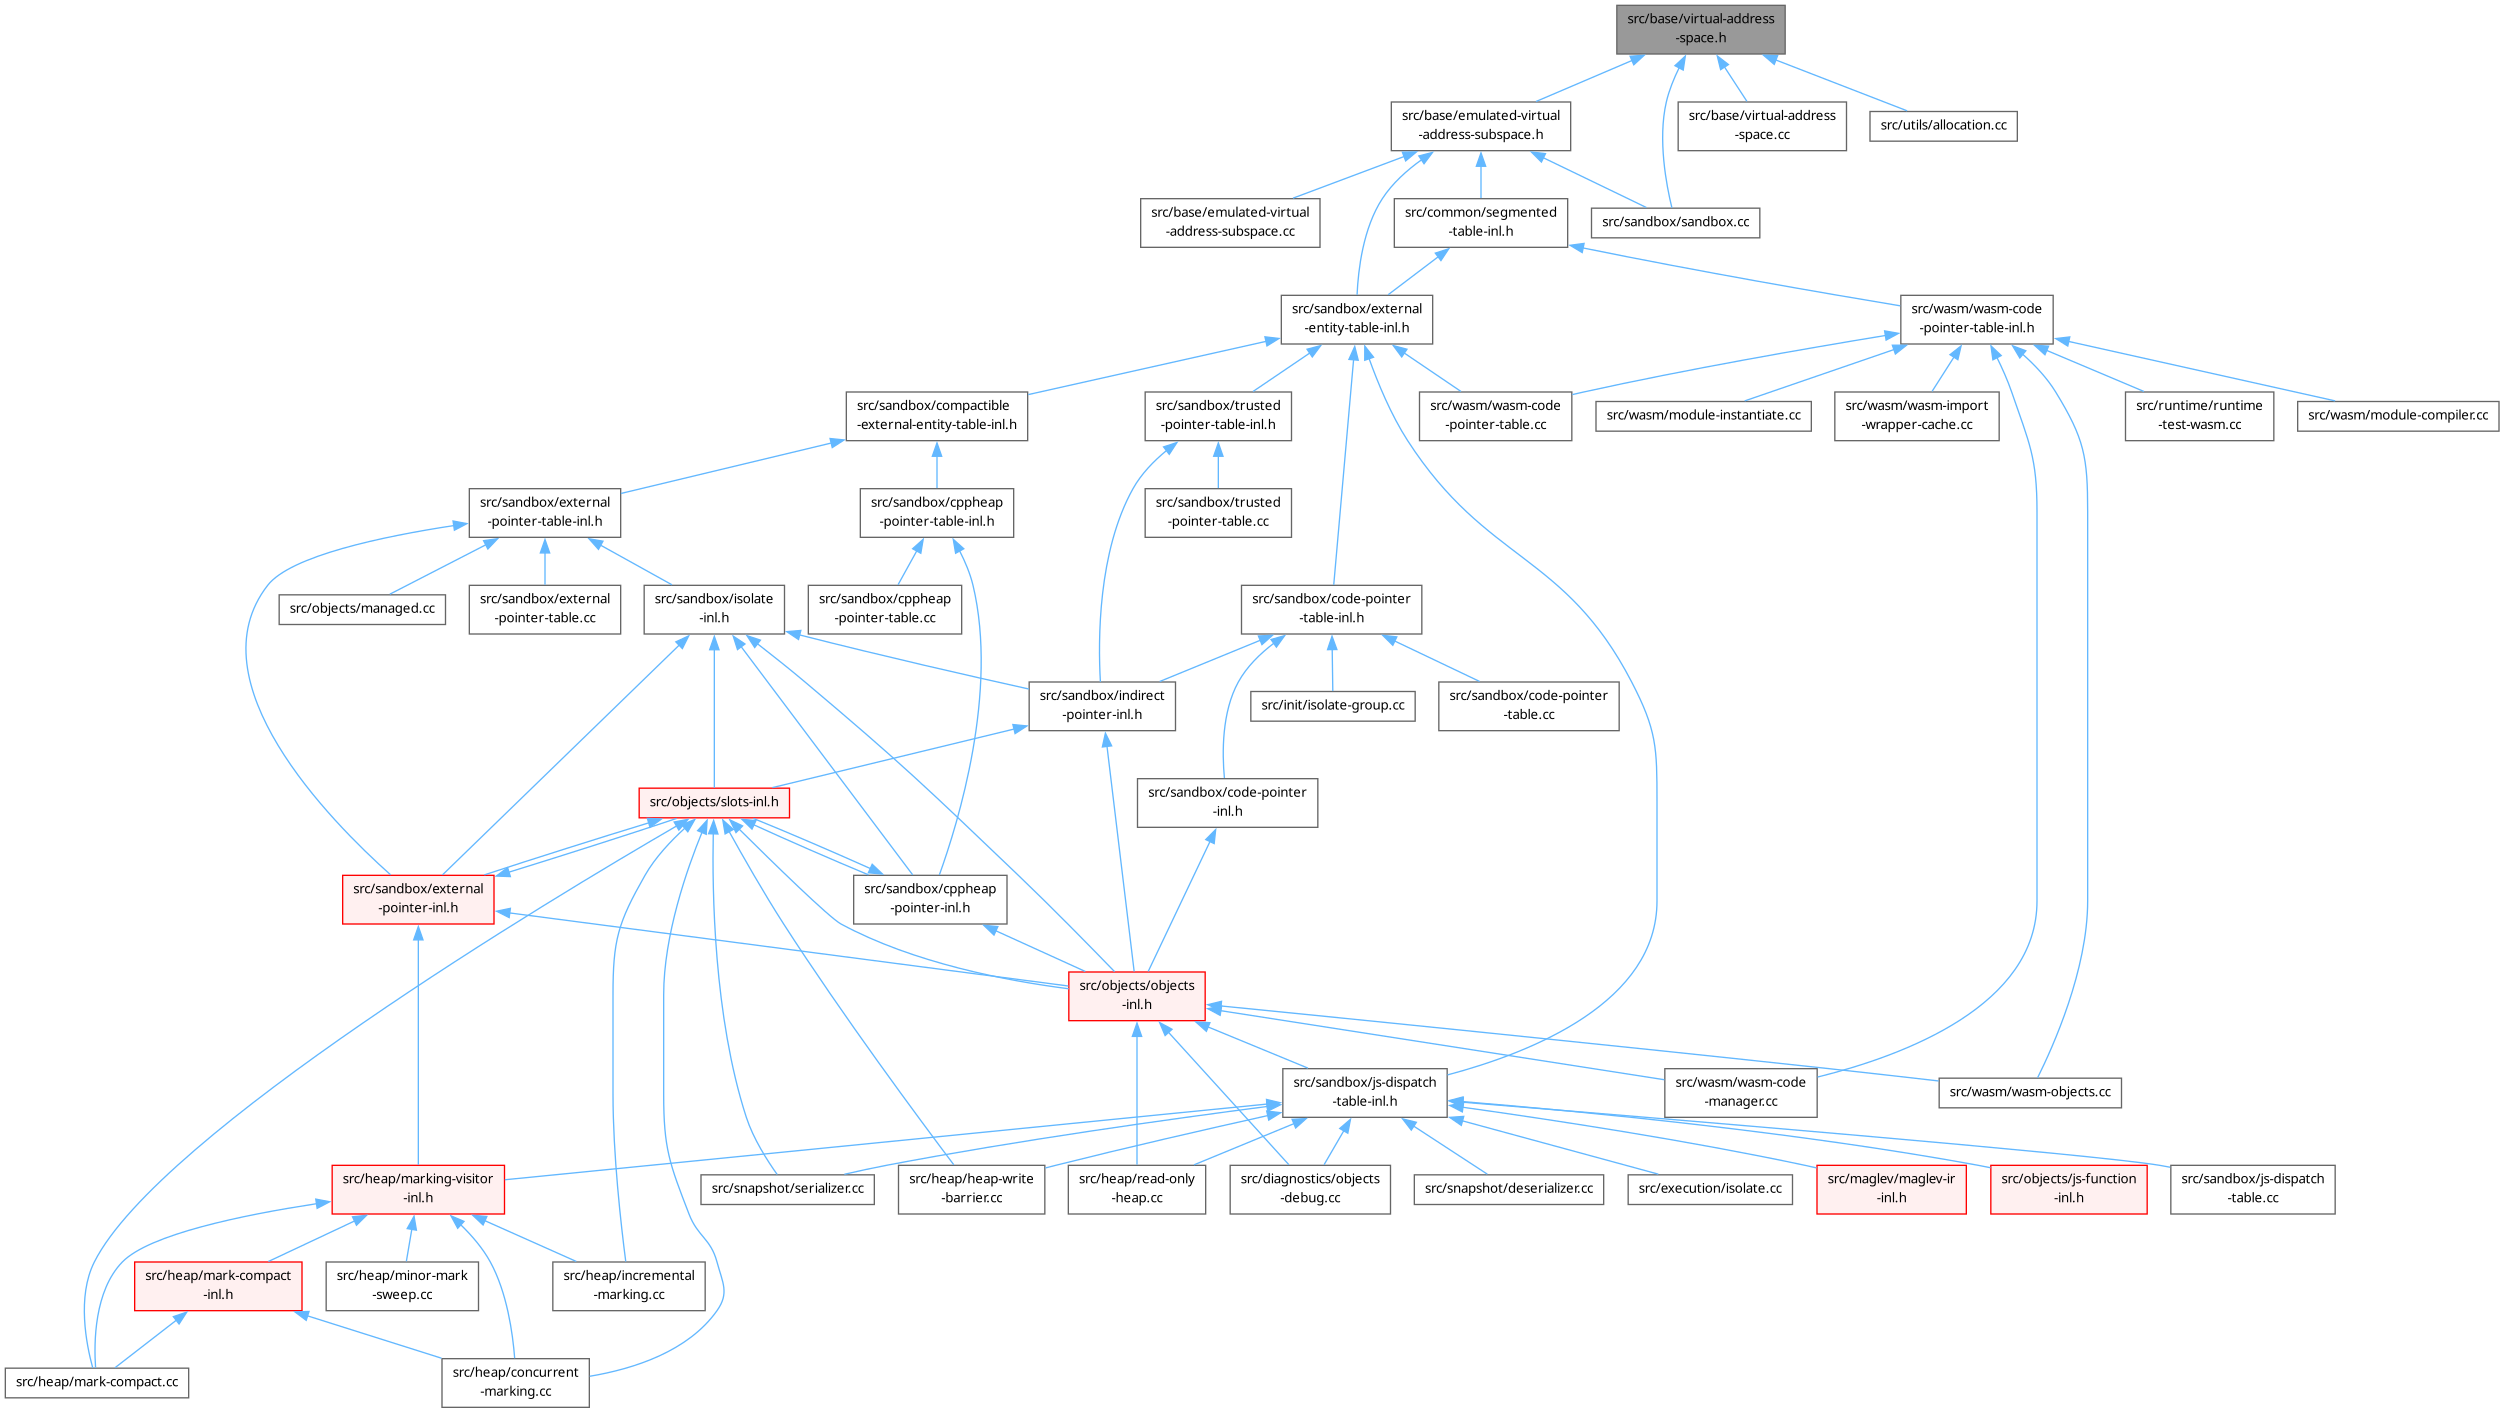 src/base/virtual-address
-space.h
src/base/emulated-virtual
-address-subspace.h
src/base/virtual-address
-space.cc
src/utils/allocation.cc
src/base/emulated-virtual
-address-subspace.cc
src/common/segmented
-table-inl.h
src/sandbox/sandbox.cc
src/sandbox/external
-entity-table-inl.h
src/wasm/wasm-code
-pointer-table-inl.h
src/sandbox/compactible
-external-entity-table-inl.h
src/sandbox/trusted
-pointer-table-inl.h
src/wasm/wasm-code
-pointer-table.cc
src/wasm/module-instantiate.cc
src/wasm/wasm-import
-wrapper-cache.cc
src/runtime/runtime
-test-wasm.cc
src/wasm/module-compiler.cc
src/sandbox/external
-pointer-table-inl.h
src/sandbox/cppheap
-pointer-table-inl.h
src/sandbox/trusted
-pointer-table.cc
src/objects/managed.cc
src/sandbox/external
-pointer-table.cc
src/sandbox/isolate
-inl.h
src/sandbox/cppheap
-pointer-table.cc
src/sandbox/code-pointer
-table-inl.h
src/sandbox/indirect
-pointer-inl.h
src/init/isolate-group.cc
src/sandbox/code-pointer
-table.cc
src/objects/slots-inl.h
src/sandbox/code-pointer
-inl.h
src/sandbox/external
-pointer-inl.h
src/sandbox/cppheap
-pointer-inl.h
src/objects/objects
-inl.h
src/sandbox/js-dispatch
-table-inl.h
src/wasm/wasm-code
-manager.cc
src/wasm/wasm-objects.cc
src/heap/marking-visitor
-inl.h
src/snapshot/serializer.cc
src/heap/heap-write
-barrier.cc
src/heap/read-only
-heap.cc
src/diagnostics/objects
-debug.cc
src/snapshot/deserializer.cc
src/execution/isolate.cc
src/maglev/maglev-ir
-inl.h
src/objects/js-function
-inl.h
src/sandbox/js-dispatch
-table.cc
src/heap/mark-compact
-inl.h
src/heap/minor-mark
-sweep.cc
src/heap/incremental
-marking.cc
src/heap/mark-compact.cc
src/heap/concurrent
-marking.cc